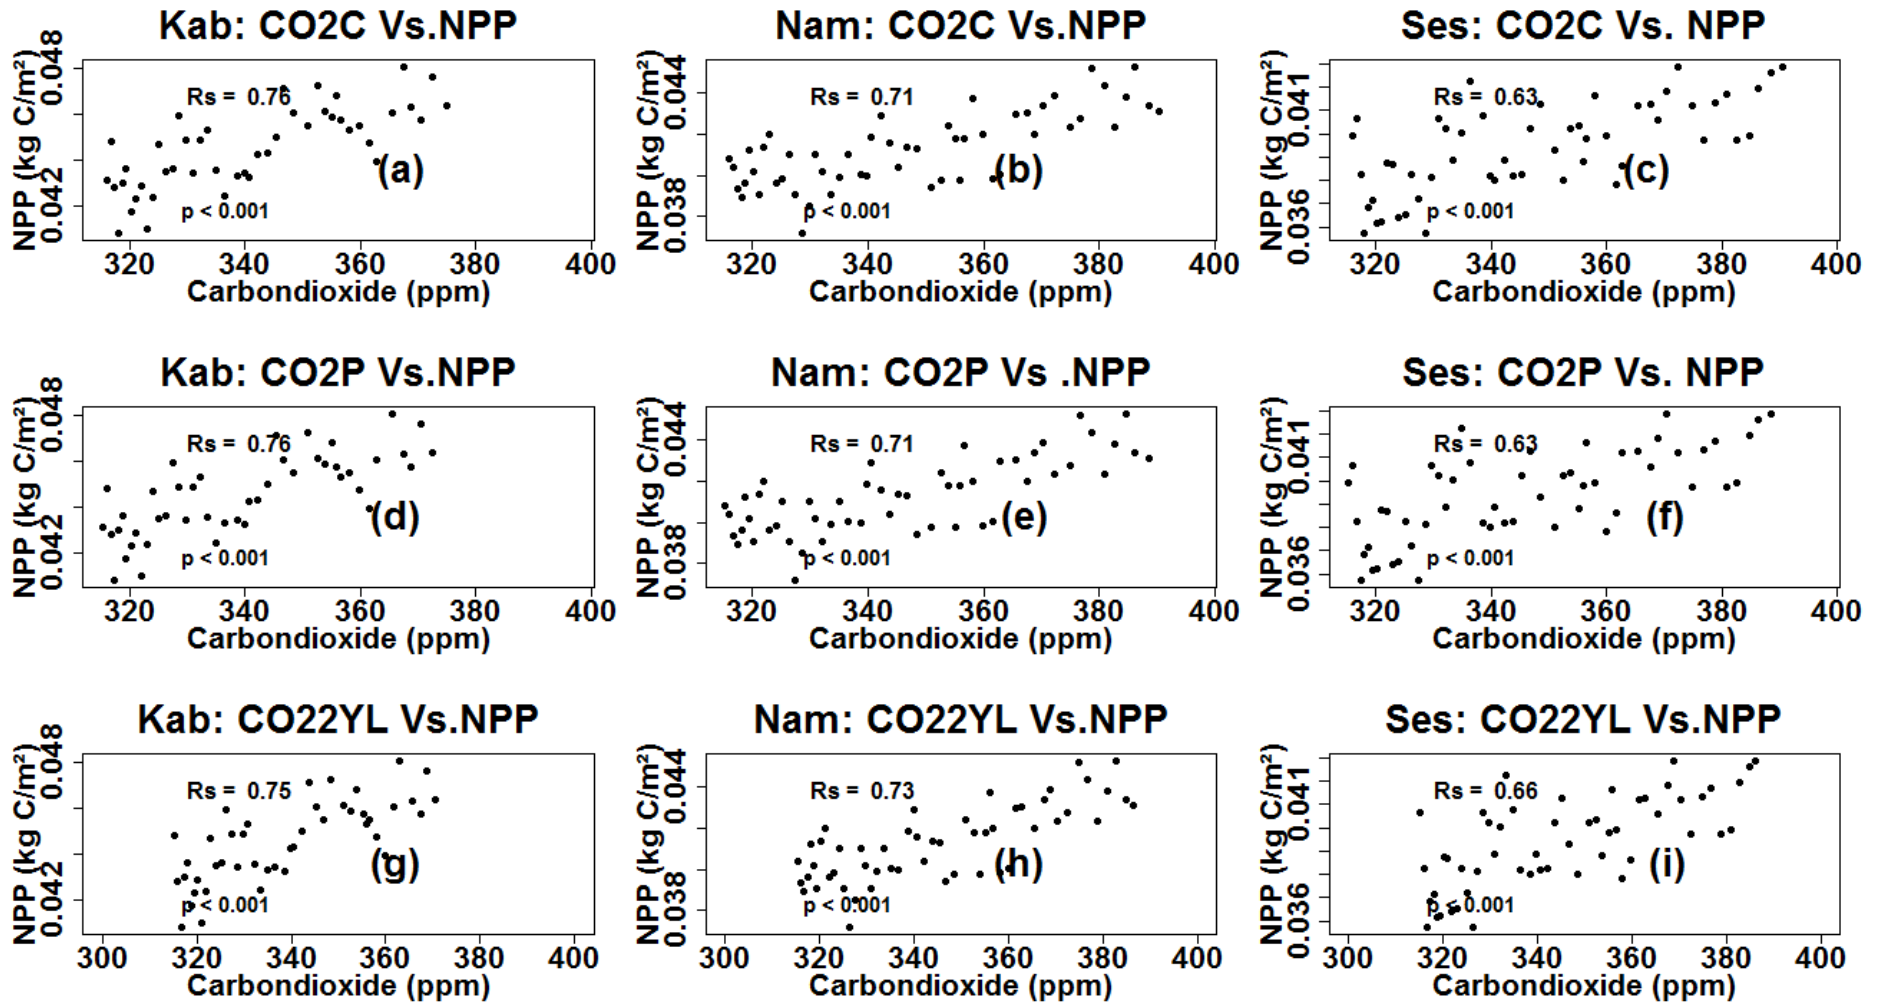 Kab: CO2C Vs.NPP
NPP (kg C/m²)
0.042 0.048
Rs = 0.76
(a)
p < 0.001
320 340 360 380 400
Carbondioxide (ppm)
Nam: CO2C Vs.NPP
NPP (kg C/m²)
0.038 0.044
Rs = 0.71
(b)
p < 0.001
320 340 360 380 400
Carbondioxide (ppm)
Ses: CO2C Vs. NPP
NPP (kg C/m²)
0.036 0.041
Rs = 0.63
(c)
p < 0.001
320 340 360 380 400
Carbondioxide (ppm)
Kab: CO2P Vs.NPP
NPP (kg C/m²)
0.042 0.048
Rs = 0.76
(d)
p < 0.001
320 340 360 380 400
Carbondioxide (ppm)
Nam: CO2P Vs .NPP
NPP (kg C/m²)
0.038 0.044
Rs = 0.71
(e)
p < 0.001
320 340 360 380 400
Carbondioxide (ppm)
Ses: CO2P Vs. NPP
NPP (kg C/m²)
0.036 0.041
Rs = 0.63
(f)
p < 0.001
320 340 360 380 400
Carbondioxide (ppm)
Kab: CO22YL Vs.NPP
NPP (kg C/m²)
0.042 0.048
Rs = 0.75
(g)
p < 0.001
300 320 340 360 380 400
Carbondioxide (ppm)
Nam: CO22YL Vs.NPP
NPP (kg C/m²)
0.038 0.044
Rs = 0.73
(h)
p < 0.001
300 320 340 360 380 400
Carbondioxide (ppm)
Ses: CO22YL Vs.NPP
NPP (kg C/m²)
0.036 0.041
Rs = 0.66
(i)
p < 0.001
300 320 340 360 380 400
Carbondioxide (ppm)